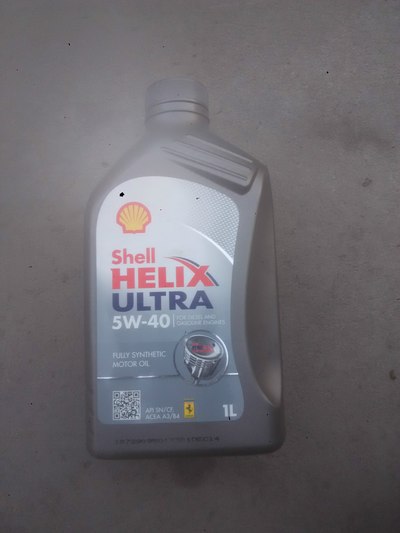 Shell
HELIX
ULTRA
5W-40
FOR DIESEL AND
GASOLINE ENGINES
FULLY SYNTHETIC
MOTOR OIL
API SN/CF
ACEA A3/B4
1L